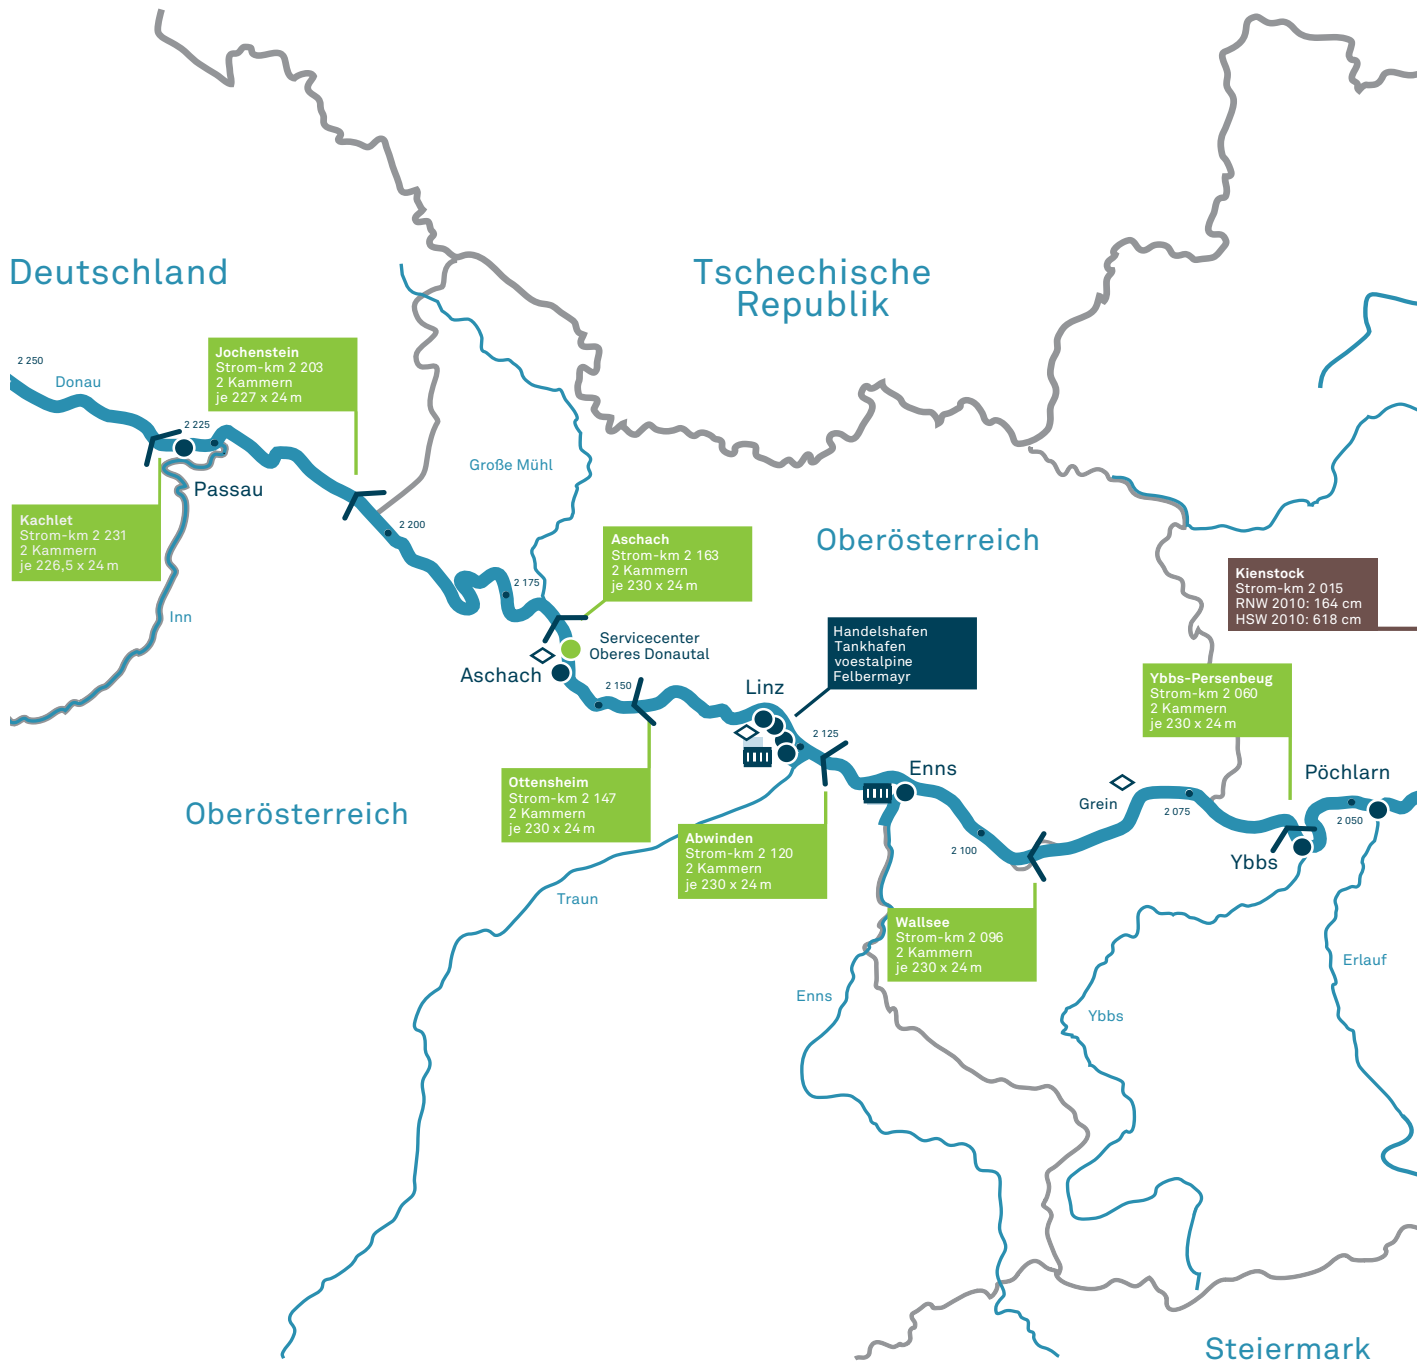 Deutschland
Tschechische
Republik
2 250
Donau
Jochenstein
Strom-km 2 203
2 Kammern
je 227 x 24 m
2 225
Passau
Große Mühl
Kachlet
Strom-km 2 231
2 Kammern
je 226,5 x 24 m
2 200
Inn
2 175
Aschach
Strom-km 2 163
2 Kammern
je 230 x 24 m
Oberösterreich
Kienstock
Strom-km 2 015
RNW 2010: 164 cm
HSW 2010: 618 cm
Servicecenter
Oberes Donautal
Aschach
Handelshafen
Tankhafen
voestalpine
Felbermayr
2 150
Linz
2 125
Ybbs-Persenbeug
Strom-km 2 060
2 Kammern
je 230 x 24 m
Oberösterreich
Ottensheim
Strom-km 2 147
2 Kammern
je 230 x 24 m
Enns
Grein
2 075
Pöchlarn
2 050
Abwinden
Strom-km 2 120
2 Kammern
je 230 x 24 m
2 100
Ybbs
Traun
Wallsee
Strom-km 2 096
2 Kammern
je 230 x 24 m
Enns
Ybbs
Erlauf
Steiermark